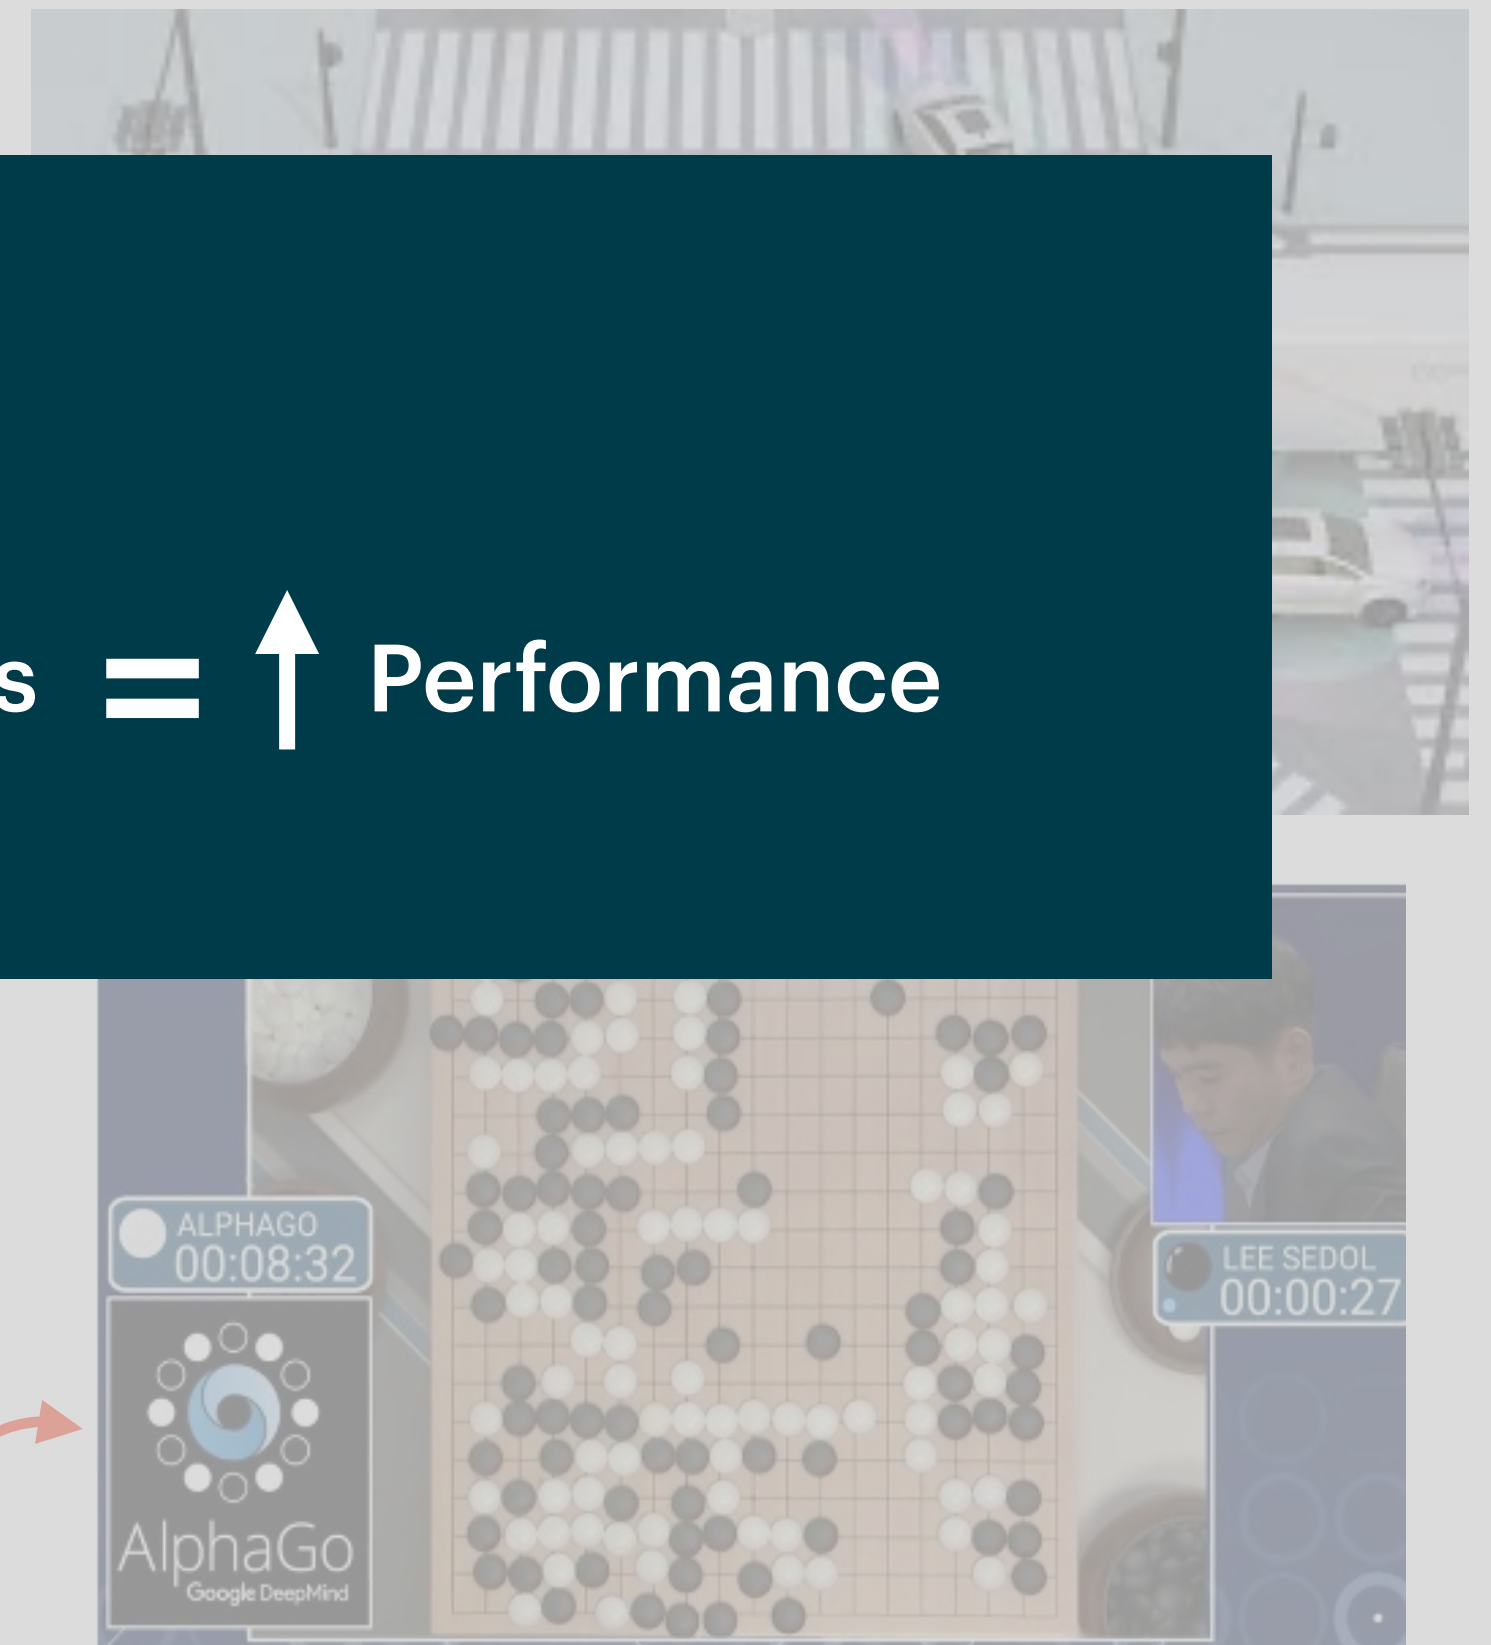 s = ↑ Performance
ALPHAGO
00:08:32
LEE SEDOL
00:00:27
AlphaGo
Google DeepMind